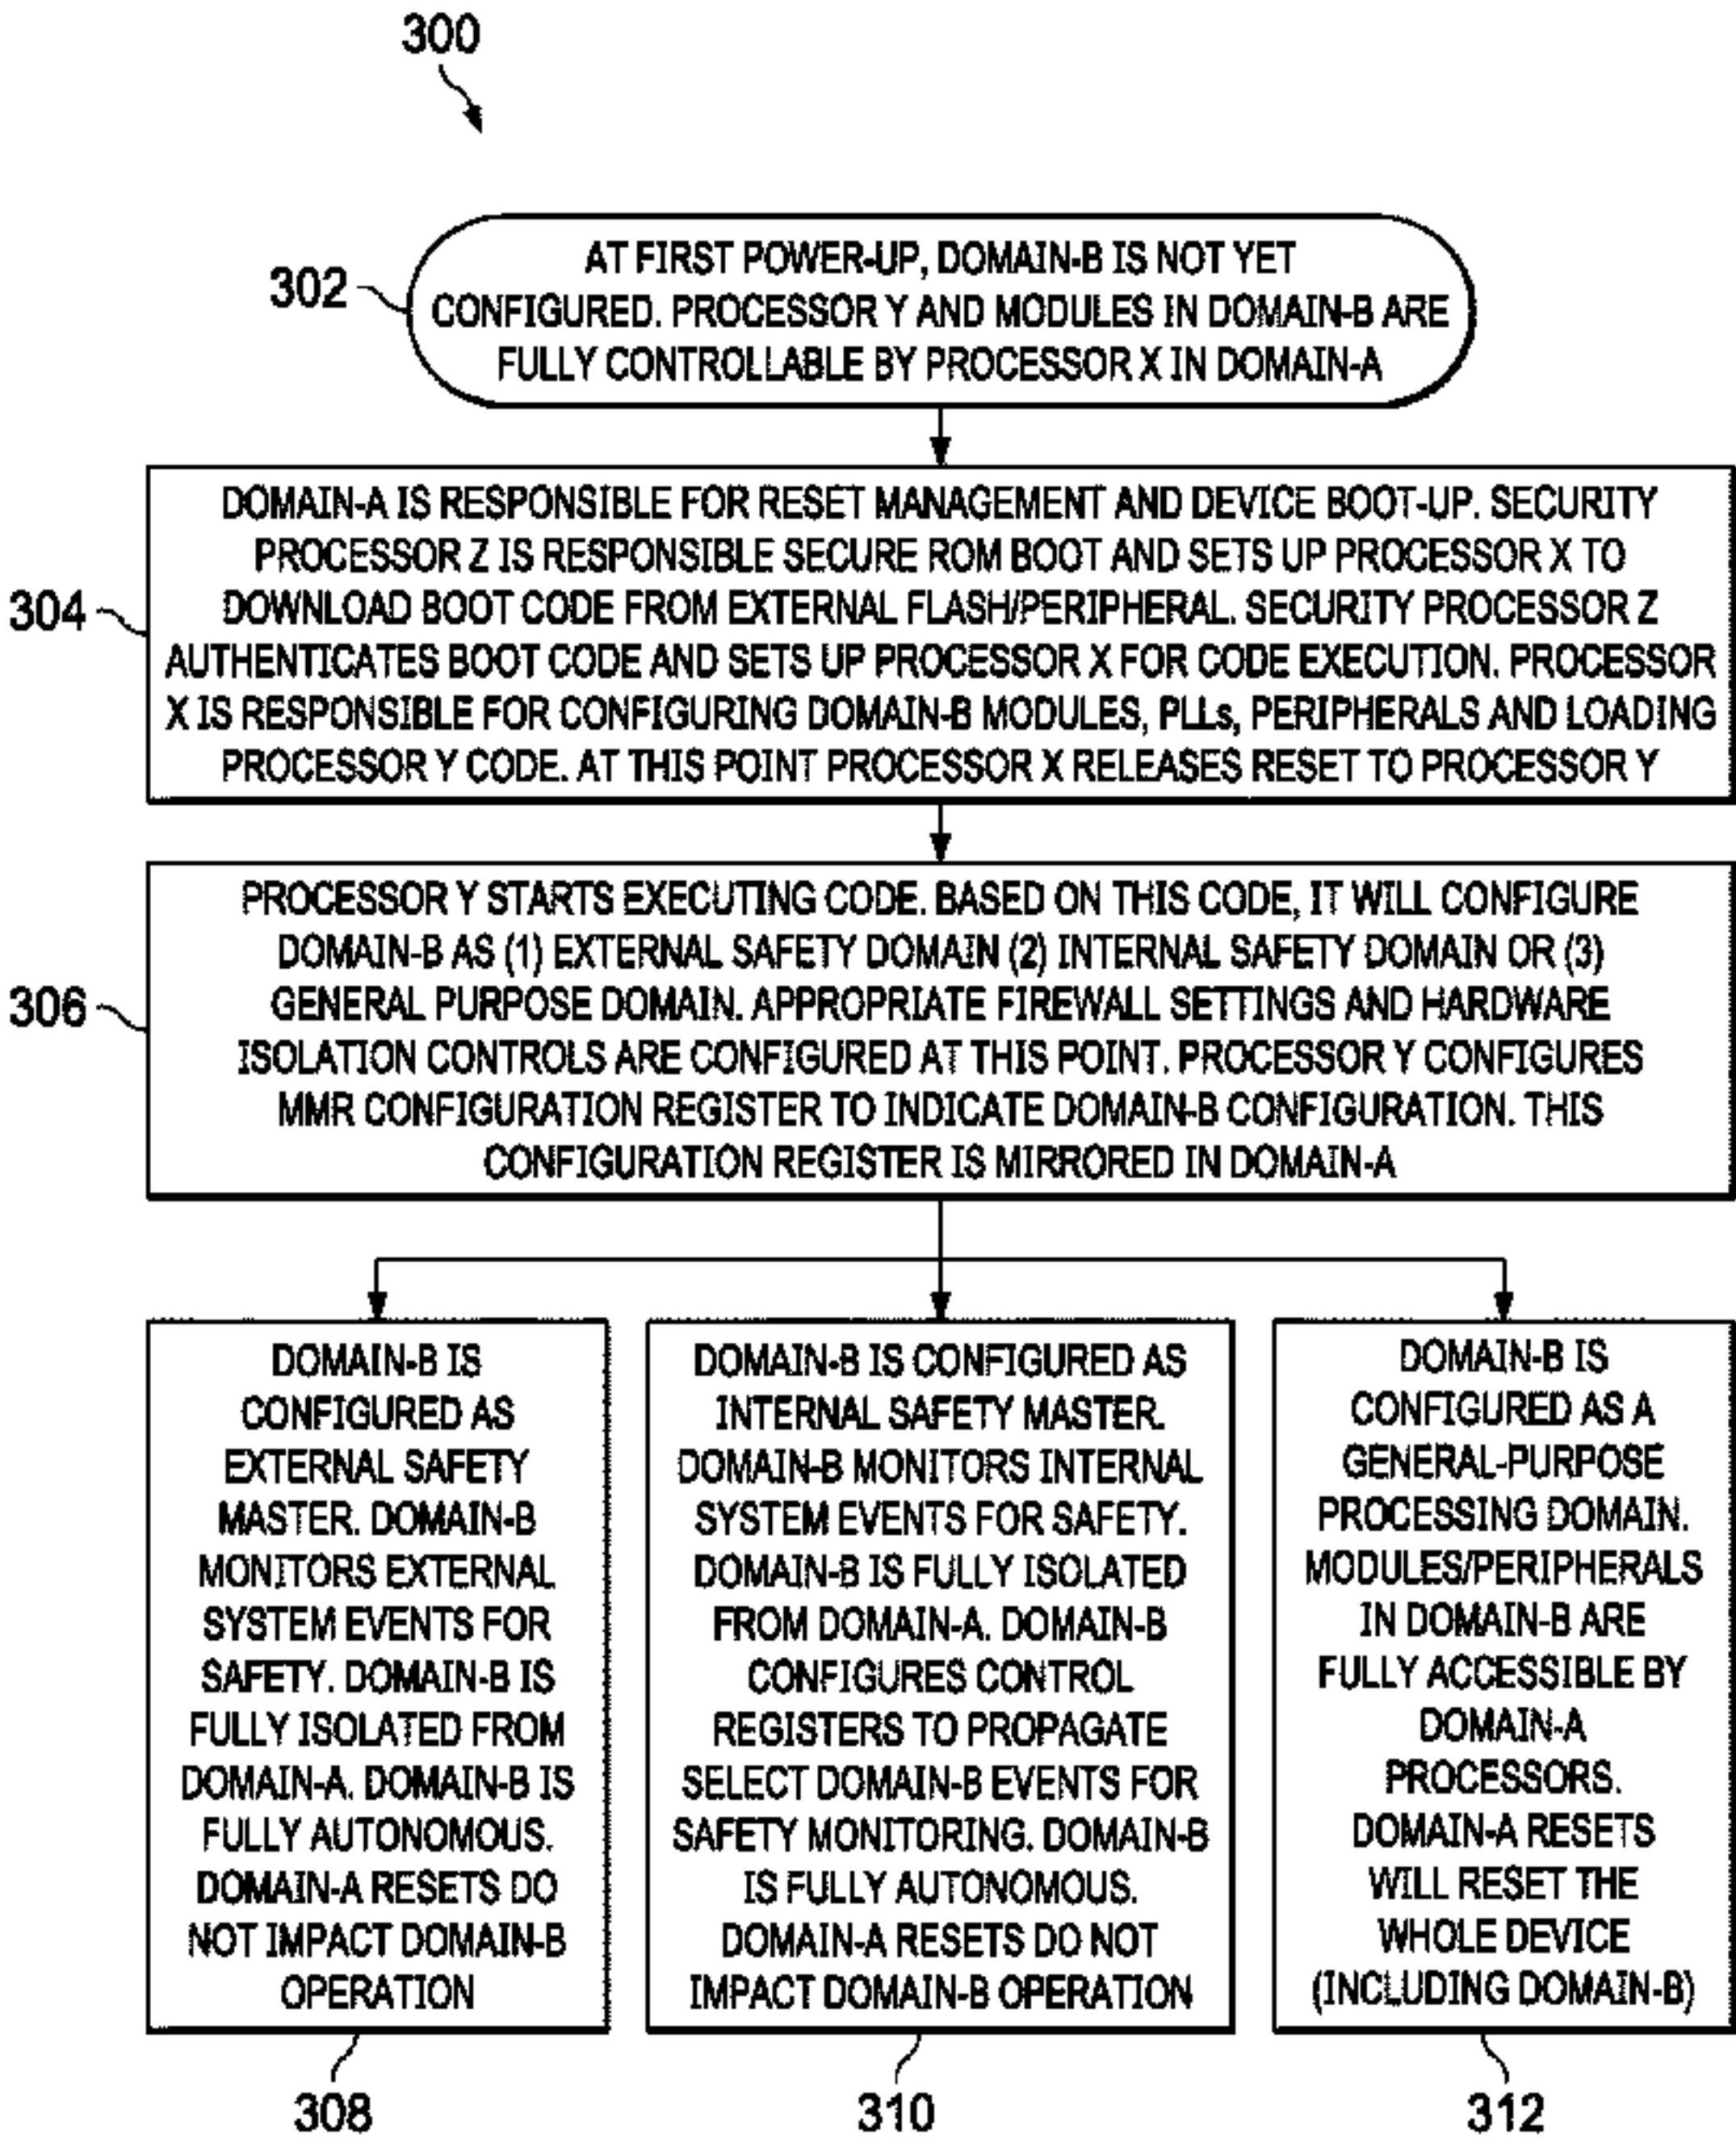 300
302
AT FIRST POWER-UP, DOMAIN-B IS NOT YET
CONFIGURED. PROCESSOR Y AND MODULES IN DOMAIN-B ARE
FULLY CONTROLLABLE BY PROCESSOR X IN DOMAIN-A
304
DOMAIN-A IS RESPONSIBLE FOR RESET MANAGEMENT AND DEVICE BOOT-UP. SECURITY
PROCESSOR Z IS RESPONSIBLE SECURE ROM BOOT AND SETS UP PROCESSOR X TO
DOWNLOAD BOOT CODE FROM EXTERNAL FLASH/PERIPHERAL. SECURITY PROCESSOR Z
AUTHENTICATES BOOT CODE AND SETS UP PROCESSOR X FOR CODE EXECUTION. PROCESSOR
X IS RESPONSIBLE FOR CONFIGURING DOMAIN-B MODULES, PLLs, PERIPHERALS AND LOADING
PROCESSOR Y CODE. AT THIS POINT PROCESSOR X RELEASES RESET TO PROCESSOR Y
306
PROCESSOR Y STARTS EXECUTING CODE. BASED ON THIS CODE, IT WILL CONFIGURE
DOMAIN-B AS (1) EXTERNAL SAFETY DOMAIN (2) INTERNAL SAFETY DOMAIN OR (3)
GENERAL PURPOSE DOMAIN. APPROPRIATE FIREWALL SETTINGS AND HARDWARE
ISOLATION CONTROLS ARE CONFIGURED AT THIS POINT. PROCESSOR Y CONFIGURES
MMR CONFIGURATION REGISTER TO INDICATE DOMAIN-B CONFIGURATION. THIS
CONFIGURATION REGISTER IS MIRRORED IN DOMAIN-A
DOMAIN-B IS
CONFIGURED AS
EXTERNAL SAFETY
MASTER. DOMAIN-B
MONITORS EXTERNAL
SYSTEM EVENTS FOR
SAFETY. DOMAIN-B IS
FULLY ISOLATED FROM
DOMAIN-A. DOMAIN-B IS
FULLY AUTONOMOUS.
DOMAIN-A RESETS DO
NOT IMPACT DOMAIN-B
OPERATION
308
DOMAIN-B IS CONFIGURED AS
INTERNAL SAFETY MASTER.
DOMAIN-B MONITORS INTERNAL
SYSTEM EVENTS FOR SAFETY.
DOMAIN-B IS FULLY ISOLATED
FROM DOMAIN-A. DOMAIN-B
CONFIGURES CONTROL
REGISTERS TO PROPAGATE
SELECT DOMAIN-B EVENTS FOR
SAFETY MONITORING. DOMAIN-B
IS FULLY AUTONOMOUS.
DOMAIN-A RESETS DO NOT
IMPACT DOMAIN-B OPERATION
310
DOMAIN-B IS
CONFIGURED AS A
GENERAL-PURPOSE
PROCESSING DOMAIN.
MODULES/PERIPHERALS
IN DOMAIN-B ARE
FULLY ACCESSIBLE BY
DOMAIN-A
PROCESSORS.
DOMAIN-A RESETS
WILL RESET THE
WHOLE DEVICE
(INCLUDING DOMAIN-B)
312